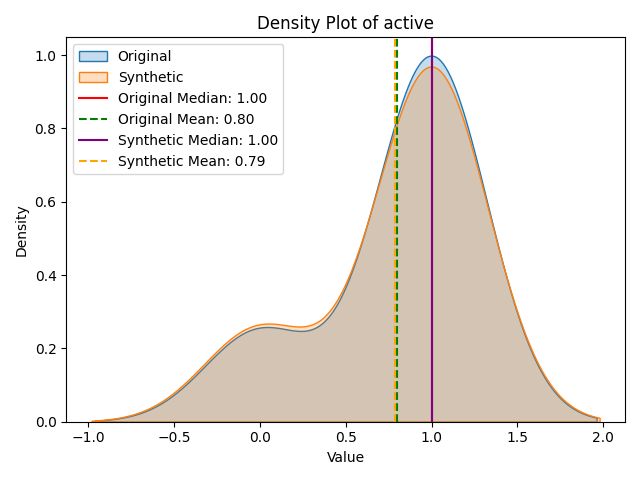 Density Plot of active
Original
Synthetic
Original Median: 1.00
Original Mean: 0.80
Synthetic Median: 1.00
Synthetic Mean: 0.79
Density
1.0
0.8
0.6
0.4
0.2
0.0
−1.0 −0.5 0.0 0.5 1.0 1.5 2.0
Value